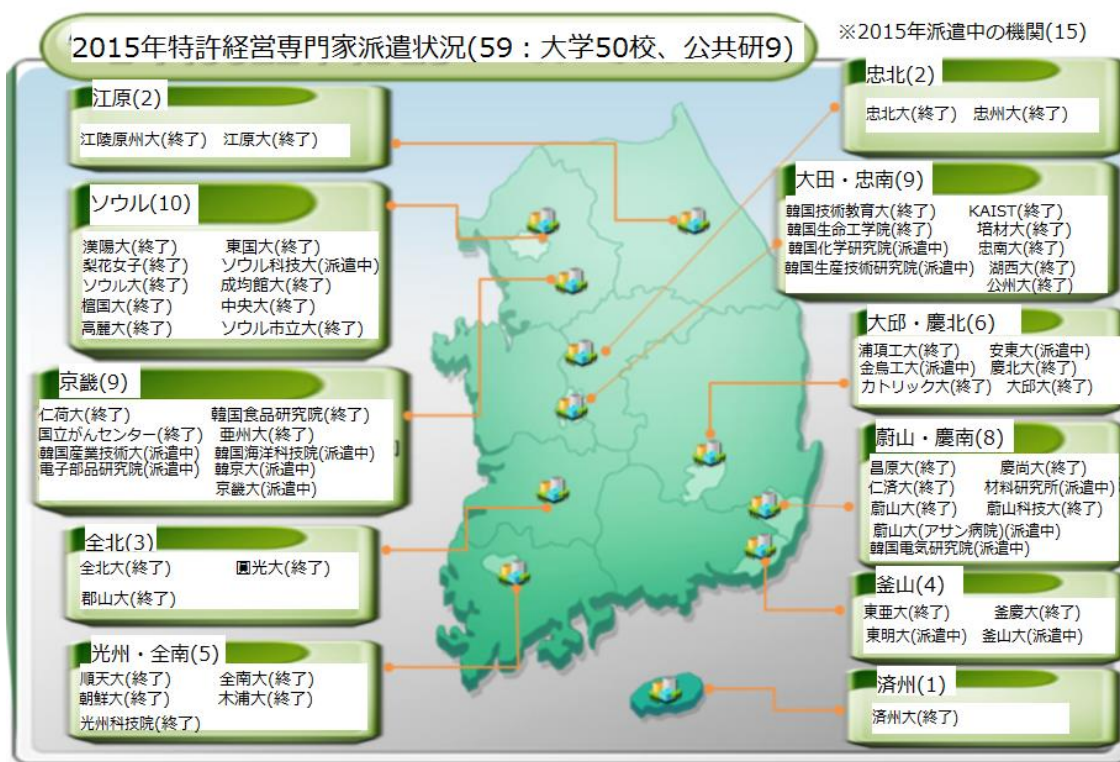 2015年特許経営専門家派遣状況(59：大学50校、公共研9)
※2015年派遣中の機関(15)
江原(2)
江陵原州大(終了) 江原大(終了)
ソウル(10)
漢陽大(終了) 東国大(終了)
梨花女子(終了) ソウル科技大(派遣中)
ソウル大(終了) 成均館大(終了)
檀国大(終了) 中央大(終了)
高麗大(終了) ソウル市立大(終了)
京畿(9)
仁荷大(終了) 韓国食品研究院(終了)
国立がんセンター(終了) 亜州大(終了)
韓国産業技術大(派遣中) 韓国海洋科技院(派遣中)
電子部品研究院(派遣中) 韓京大(派遣中)
京畿大(派遣中)
全北(3)
全北大(終了) 圓光大(終了)
郡山大(終了)
光州・全南(5)
順天大(終了) 全南大(終了)
朝鮮大(終了) 木浦大(終了)
光州科技院(終了)
忠北(2)
忠北大(終了) 忠州大(終了)
大田・忠南(9)
韓国技術教育大(終了) KAIST(終了)
韓国生命工学院(終了) 培材大(終了)
韓国化学研究院(派遣中) 忠南大(終了)
韓国生産技術研究院(派遣中) 湖西大(終了)
公州大(終了)
大邱・慶北(6)
浦項工大(終了) 安東大(派遣中)
金烏工大(派遣中) 慶北大(終了)
カトリック大(終了) 大邱大(終了)
蔚山・慶南(8)
昌原大(終了) 慶尚大(終了)
仁済大(終了) 材料研究所(派遣中)
蔚山大(終了) 蔚山科技大(終了)
蔚山大(アサン病院)(派遣中)
韓国電気研究院(派遣中)
釜山(4)
東亜大(終了) 釜慶大(終了)
東明大(派遣中) 釜山大(派遣中)
済州(1)
済州大(終了)